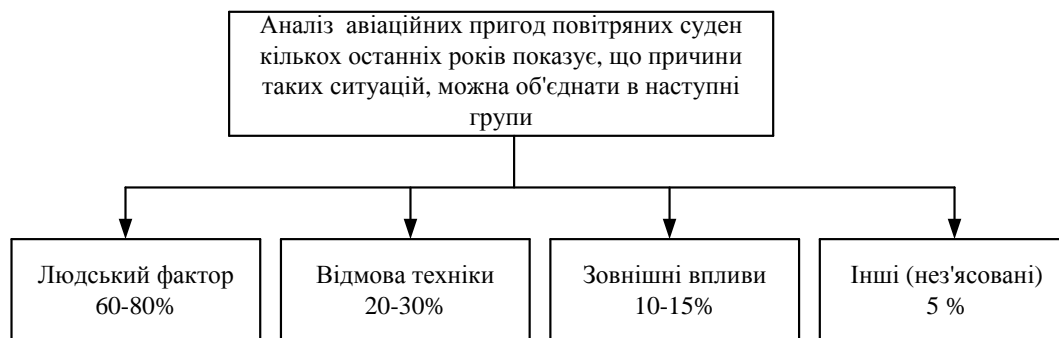 Аналіз авіаційних пригод повітряних суден
кількох останніх років показує, що причини
таких ситуацій, можна об'єднати в наступні
групи
Людський фактор
60-80%
Відмова техніки
20-30%
Зовнішні впливи
10-15%
Інші (нез'ясовані)
5 %